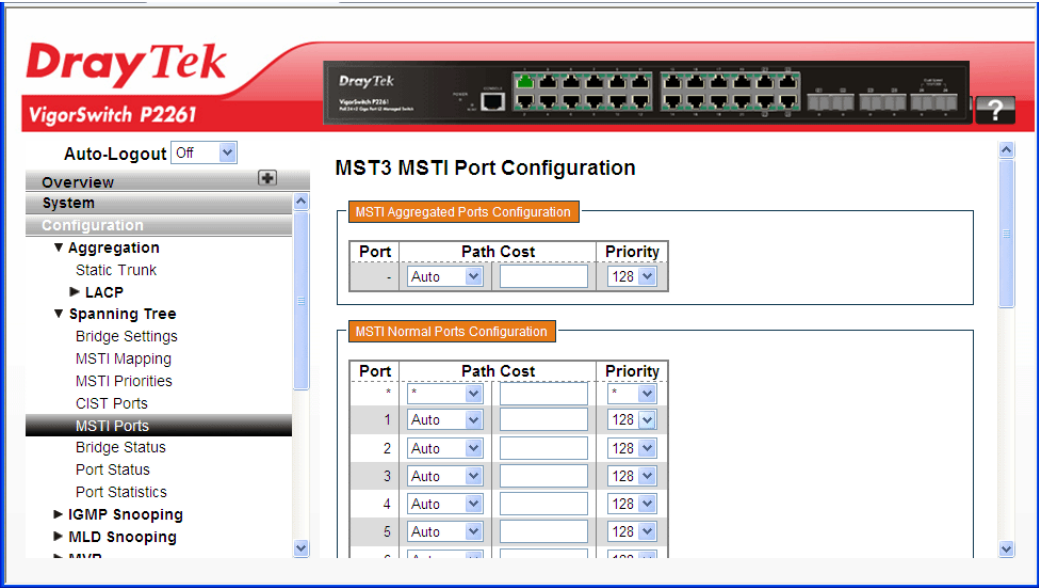 DrayTek
VigorSwitch P2261
DrayTek
VigorSwitch P2261
?
Auto-Logout Off
Overview
System
Configuration
▼ Aggregation
Static Trunk
► LACP
▼ Spanning Tree
Bridge Settings
MSTI Mapping
MSTI Priorities
CIST Ports
MSTI Ports
Bridge Status
Port Status
Port Statistics
► IGMP Snooping
► MLD Snooping
► MVR
MST3 MSTI Port Configuration
MSTI Aggregated Ports Configuration
Port Path Cost Priority
- Auto 128
MSTI Normal Ports Configuration
Port Path Cost Priority
* * *
1 Auto 128
2 Auto 128
3 Auto 128
4 Auto 128
5 Auto 128